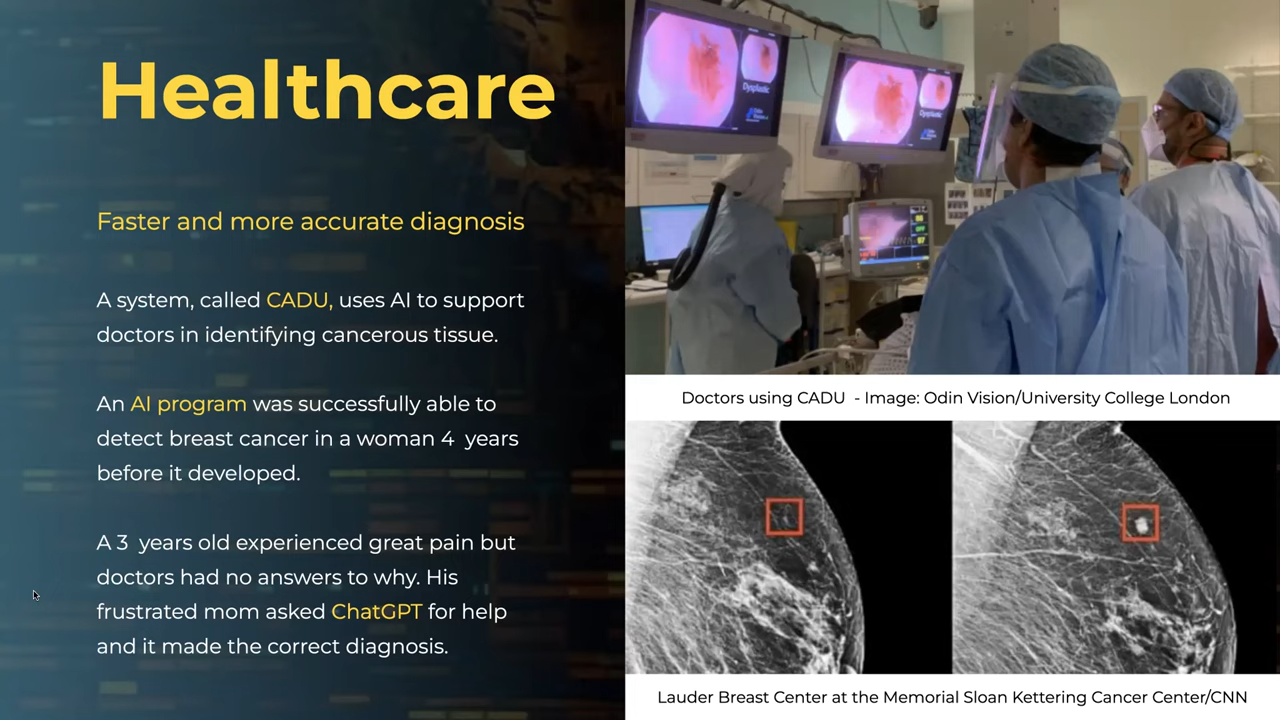 Healthcare
Faster and more accurate diagnosis
A system, called CADU, uses AI to support
doctors in identifying cancerous tissue.
An AI program was successfully able to
detect breast cancer in a woman 4  years
before it developed.
A 3  years old experienced great pain but
doctors had no answers to why. His
frustrated mom asked ChatGPT for help
and it made the correct diagnosis.
Dysplastic
Dysplastic
Doctors using CADU  - Image: Odin Vision/University College London
Lauder Breast Center at the Memorial Sloan Kettering Cancer Center/CNN